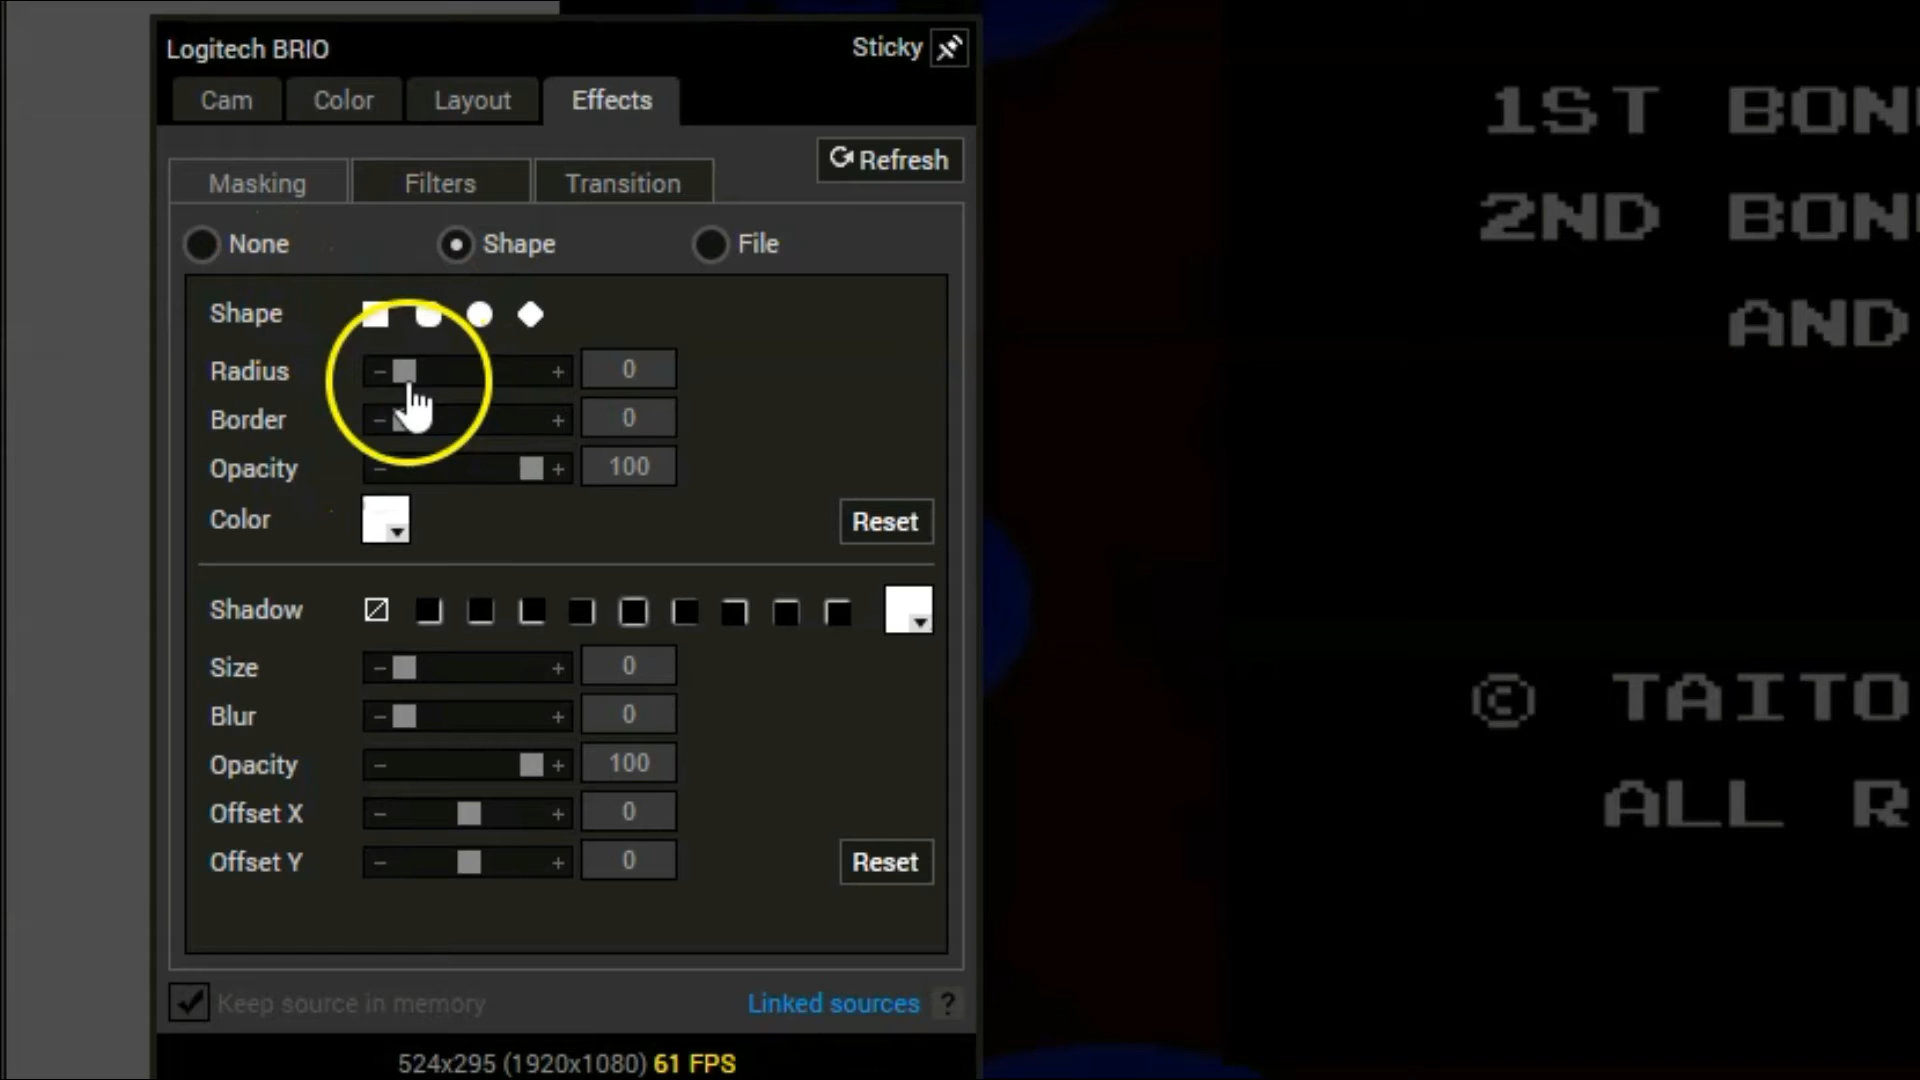 Logitech BRIO
Sticky
Cam Color Layout Effects
Refresh
Masking Filters Transition
None Shape File
Shape
Radius - + 0
Border - + 0
Opacity - + 100
Color
Reset
Shadow
Size - + 0
Blur - + 0
Opacity - + 100
Offset X - + 0
Offset Y - + 0
Reset
Keep source in memory
Linked sources ?
524x295 (1920x1080) 61 FPS
1ST BON
2ND BON
AND
© TAITO
ALL R